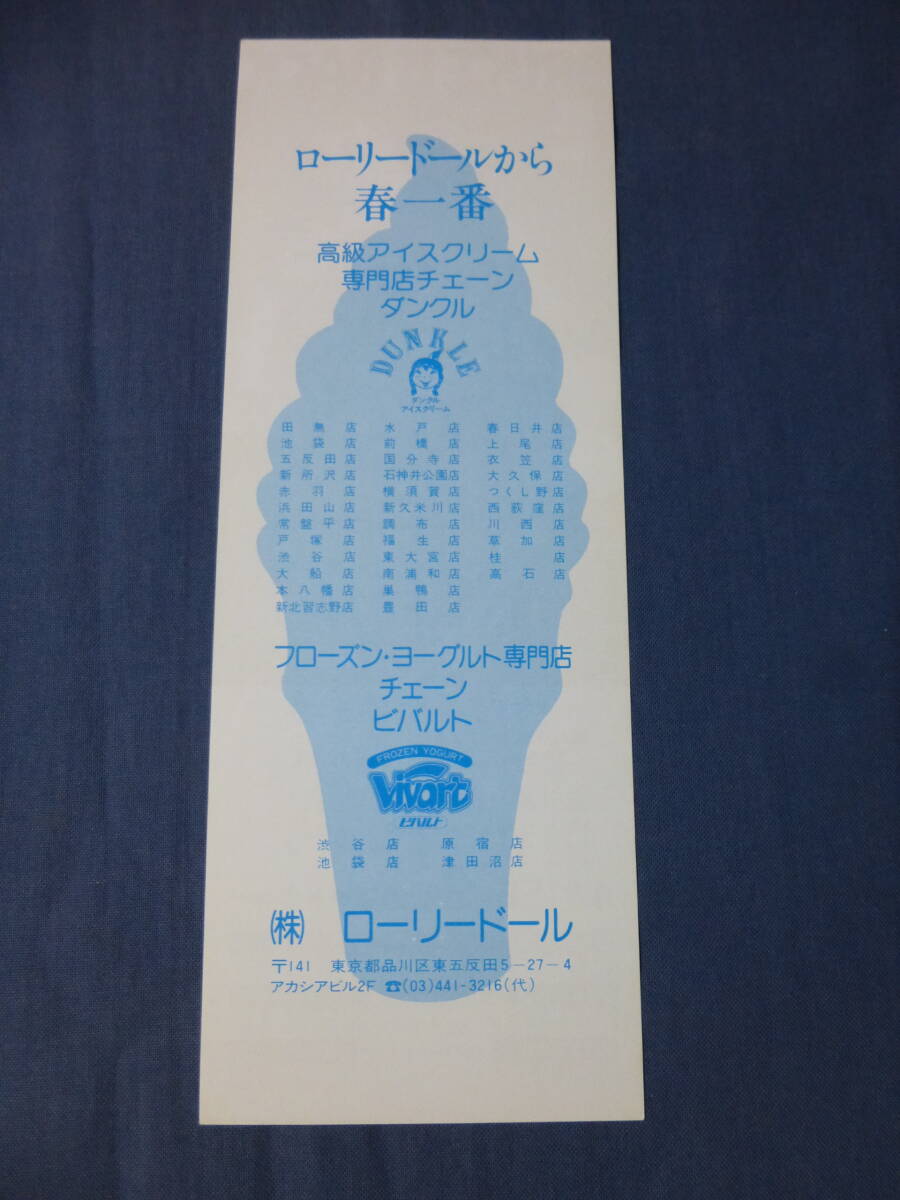 ローリードールから
春一番
高級アイスクリーム
専門店チェーン
ダンクル
DUNKLE
ダンクル
アイスクリーム
田無店 水戸店 春日井店
池袋店 前橋店 上尾店
五反田店 国分寺店 衣笠店
新所沢店 石神井公園店 大久保店
赤羽店 横須賀店 つくし野店
浜田山店 新久米川店 西荻窪店
常盤平店 調布店 川西店
戸塚店 福生店 草加店
渋谷店 東大宮店 桂店
大船店 南浦和店 高石店
本八幡店 巣鴨店
新北習志野店 豊田店
フローズン・ヨーグルト専門店
チェーン
ビバルト
FROZEN YOGURT
Vivart
ビバルト
渋谷店 原宿店
池袋店 津田沼店
㈱ ローリードール
〒141 東京都品川区東五反田5-27-4
アカシアビル2F ☎(03)441-3216(代)